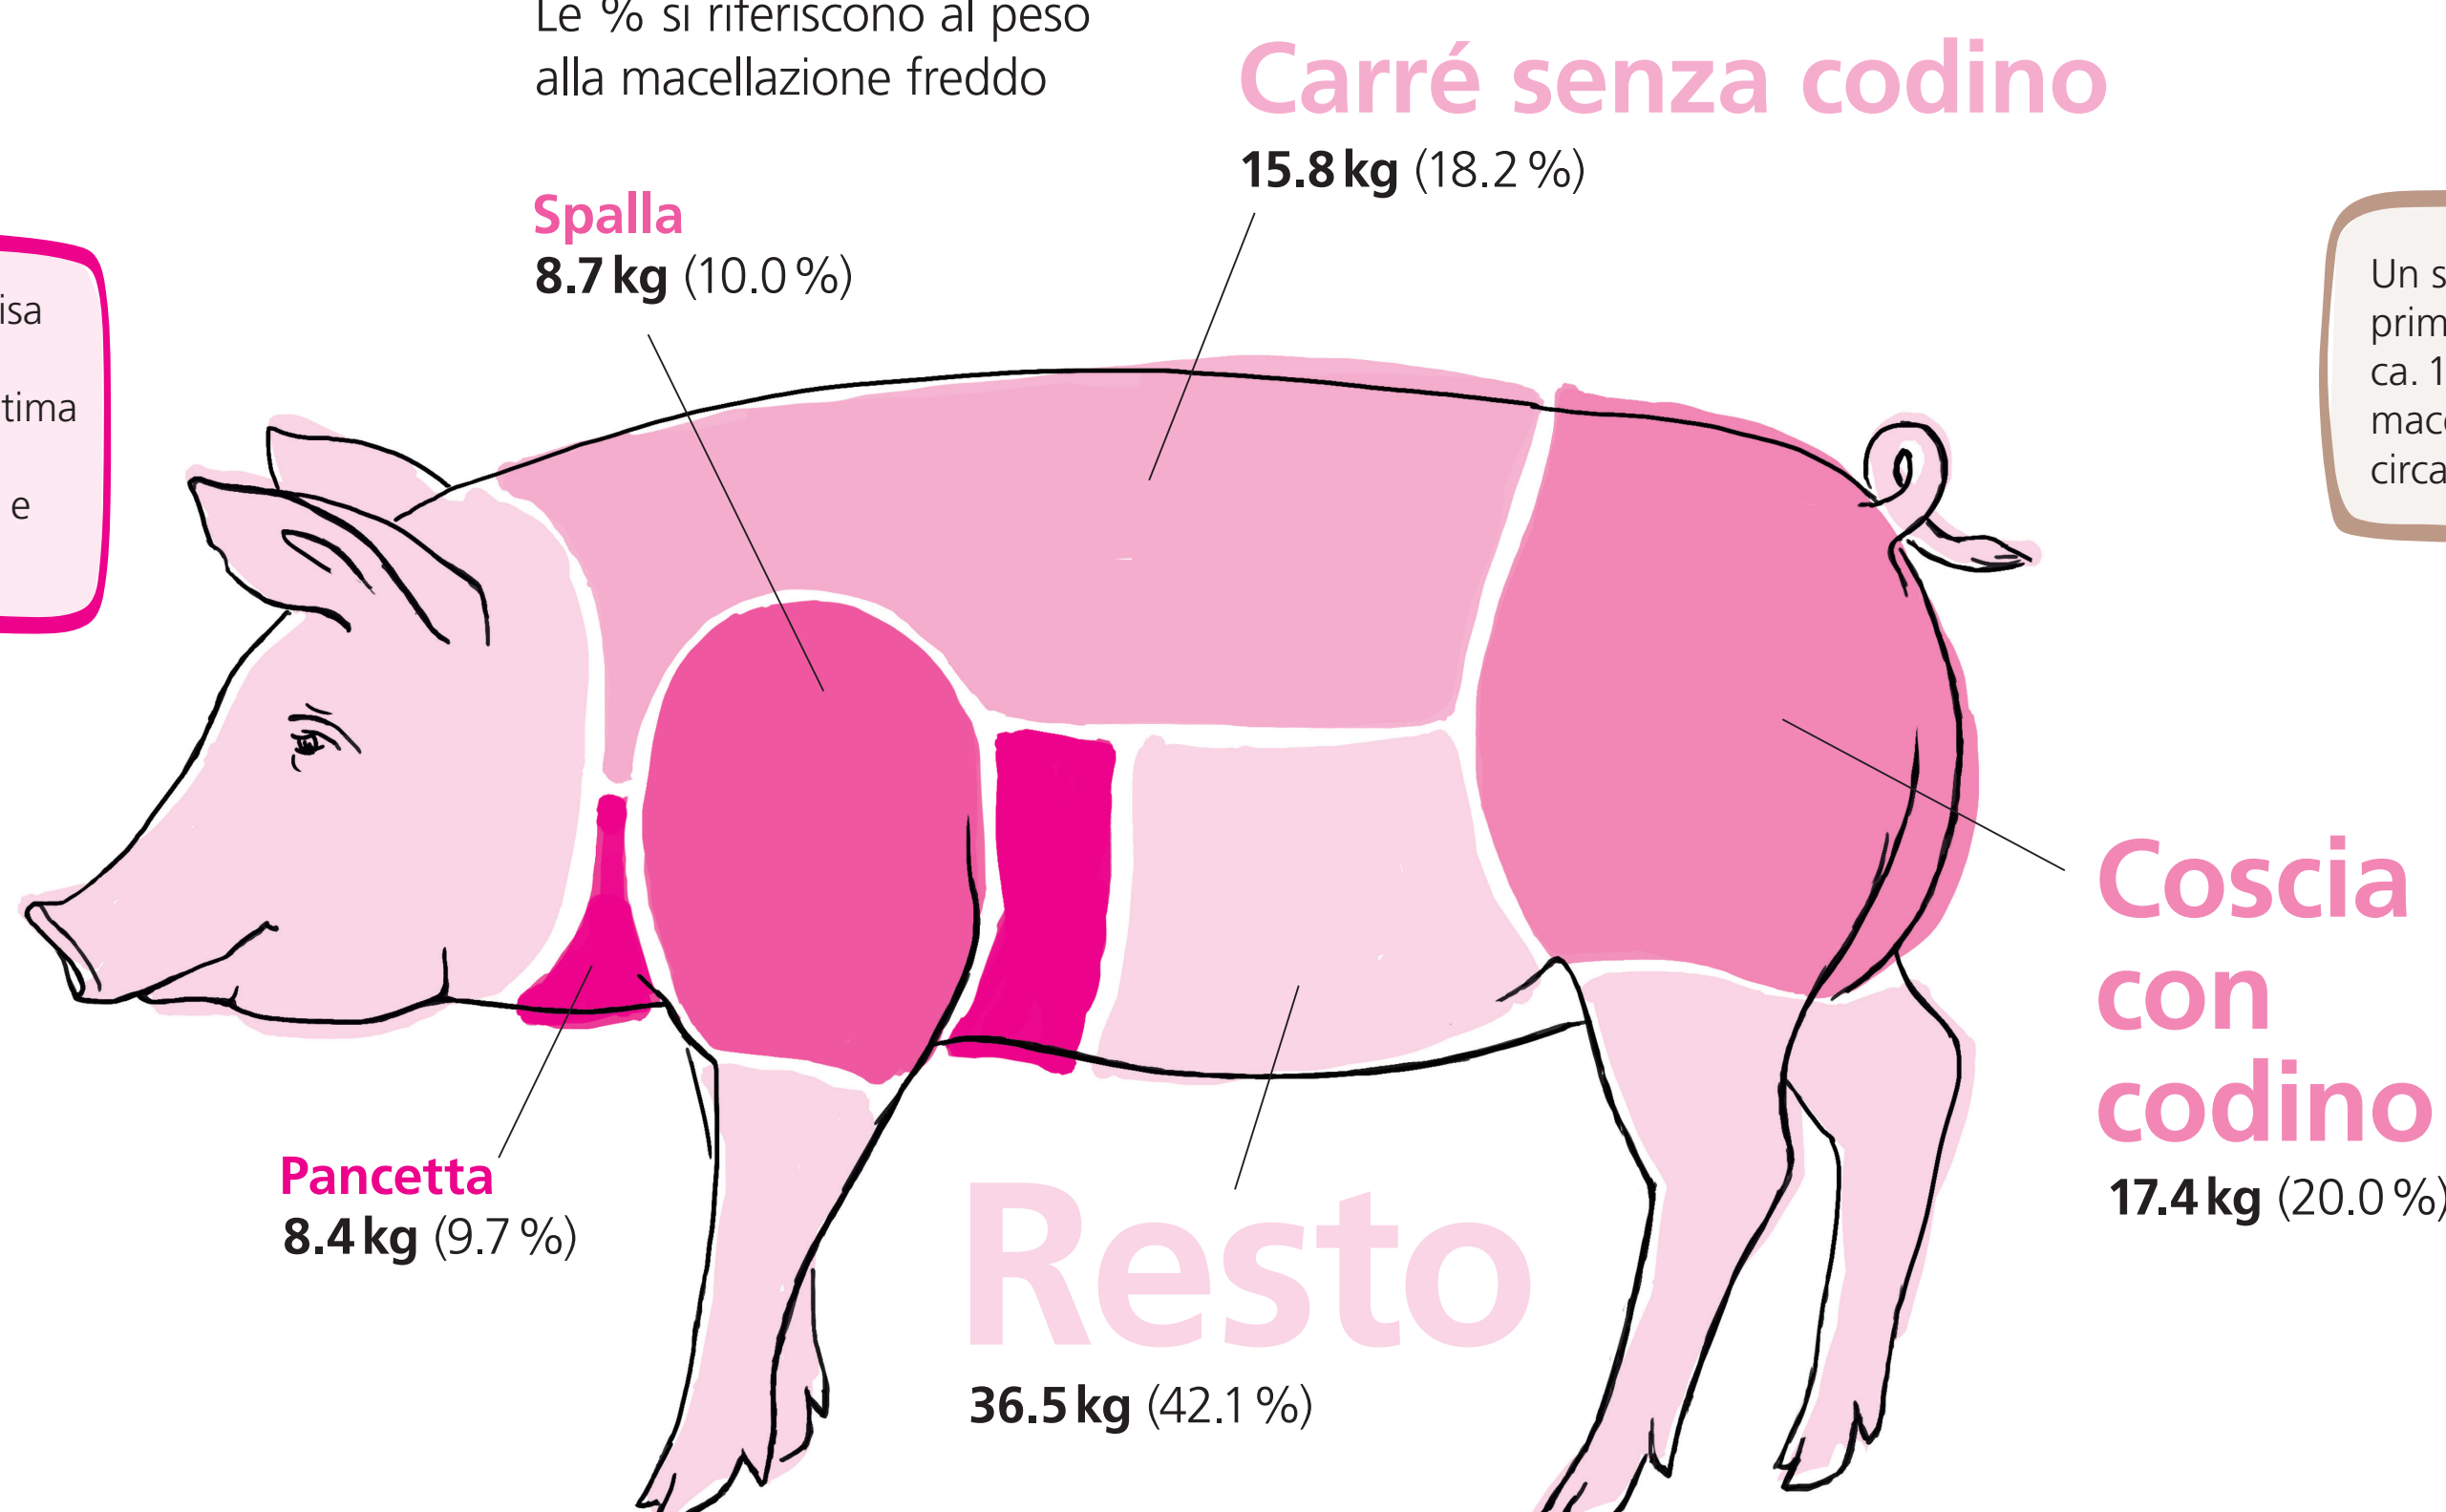 Le % si riferiscono al peso
alla macellazione freddo
Carré senza codino
15.8 kg (18.2 %)
Spalla
8.7 kg (10.0 %)
isa
tima
e
Un s
prim
ca. 1
mac
circa
Coscia
con
codino
17.4 kg (20.0 %)
Pancetta
8.4 kg (9.7 %)
Resto
36.5 kg (42.1 %)